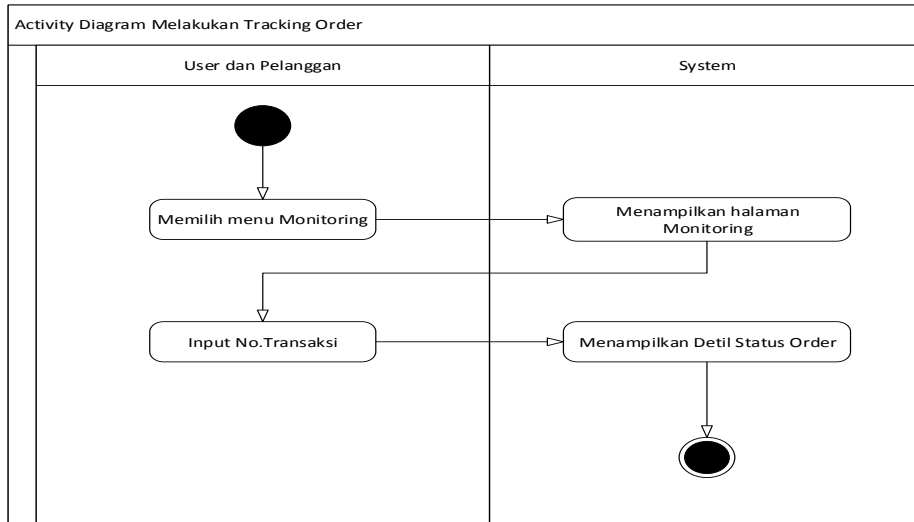 Activity Diagram Melakukan Tracking Order
User dan Pelanggan
System
Memilih menu Monitoring
Menampilkan halaman
Monitoring
Input No.Transaksi
Menampilkan Detil Status Order